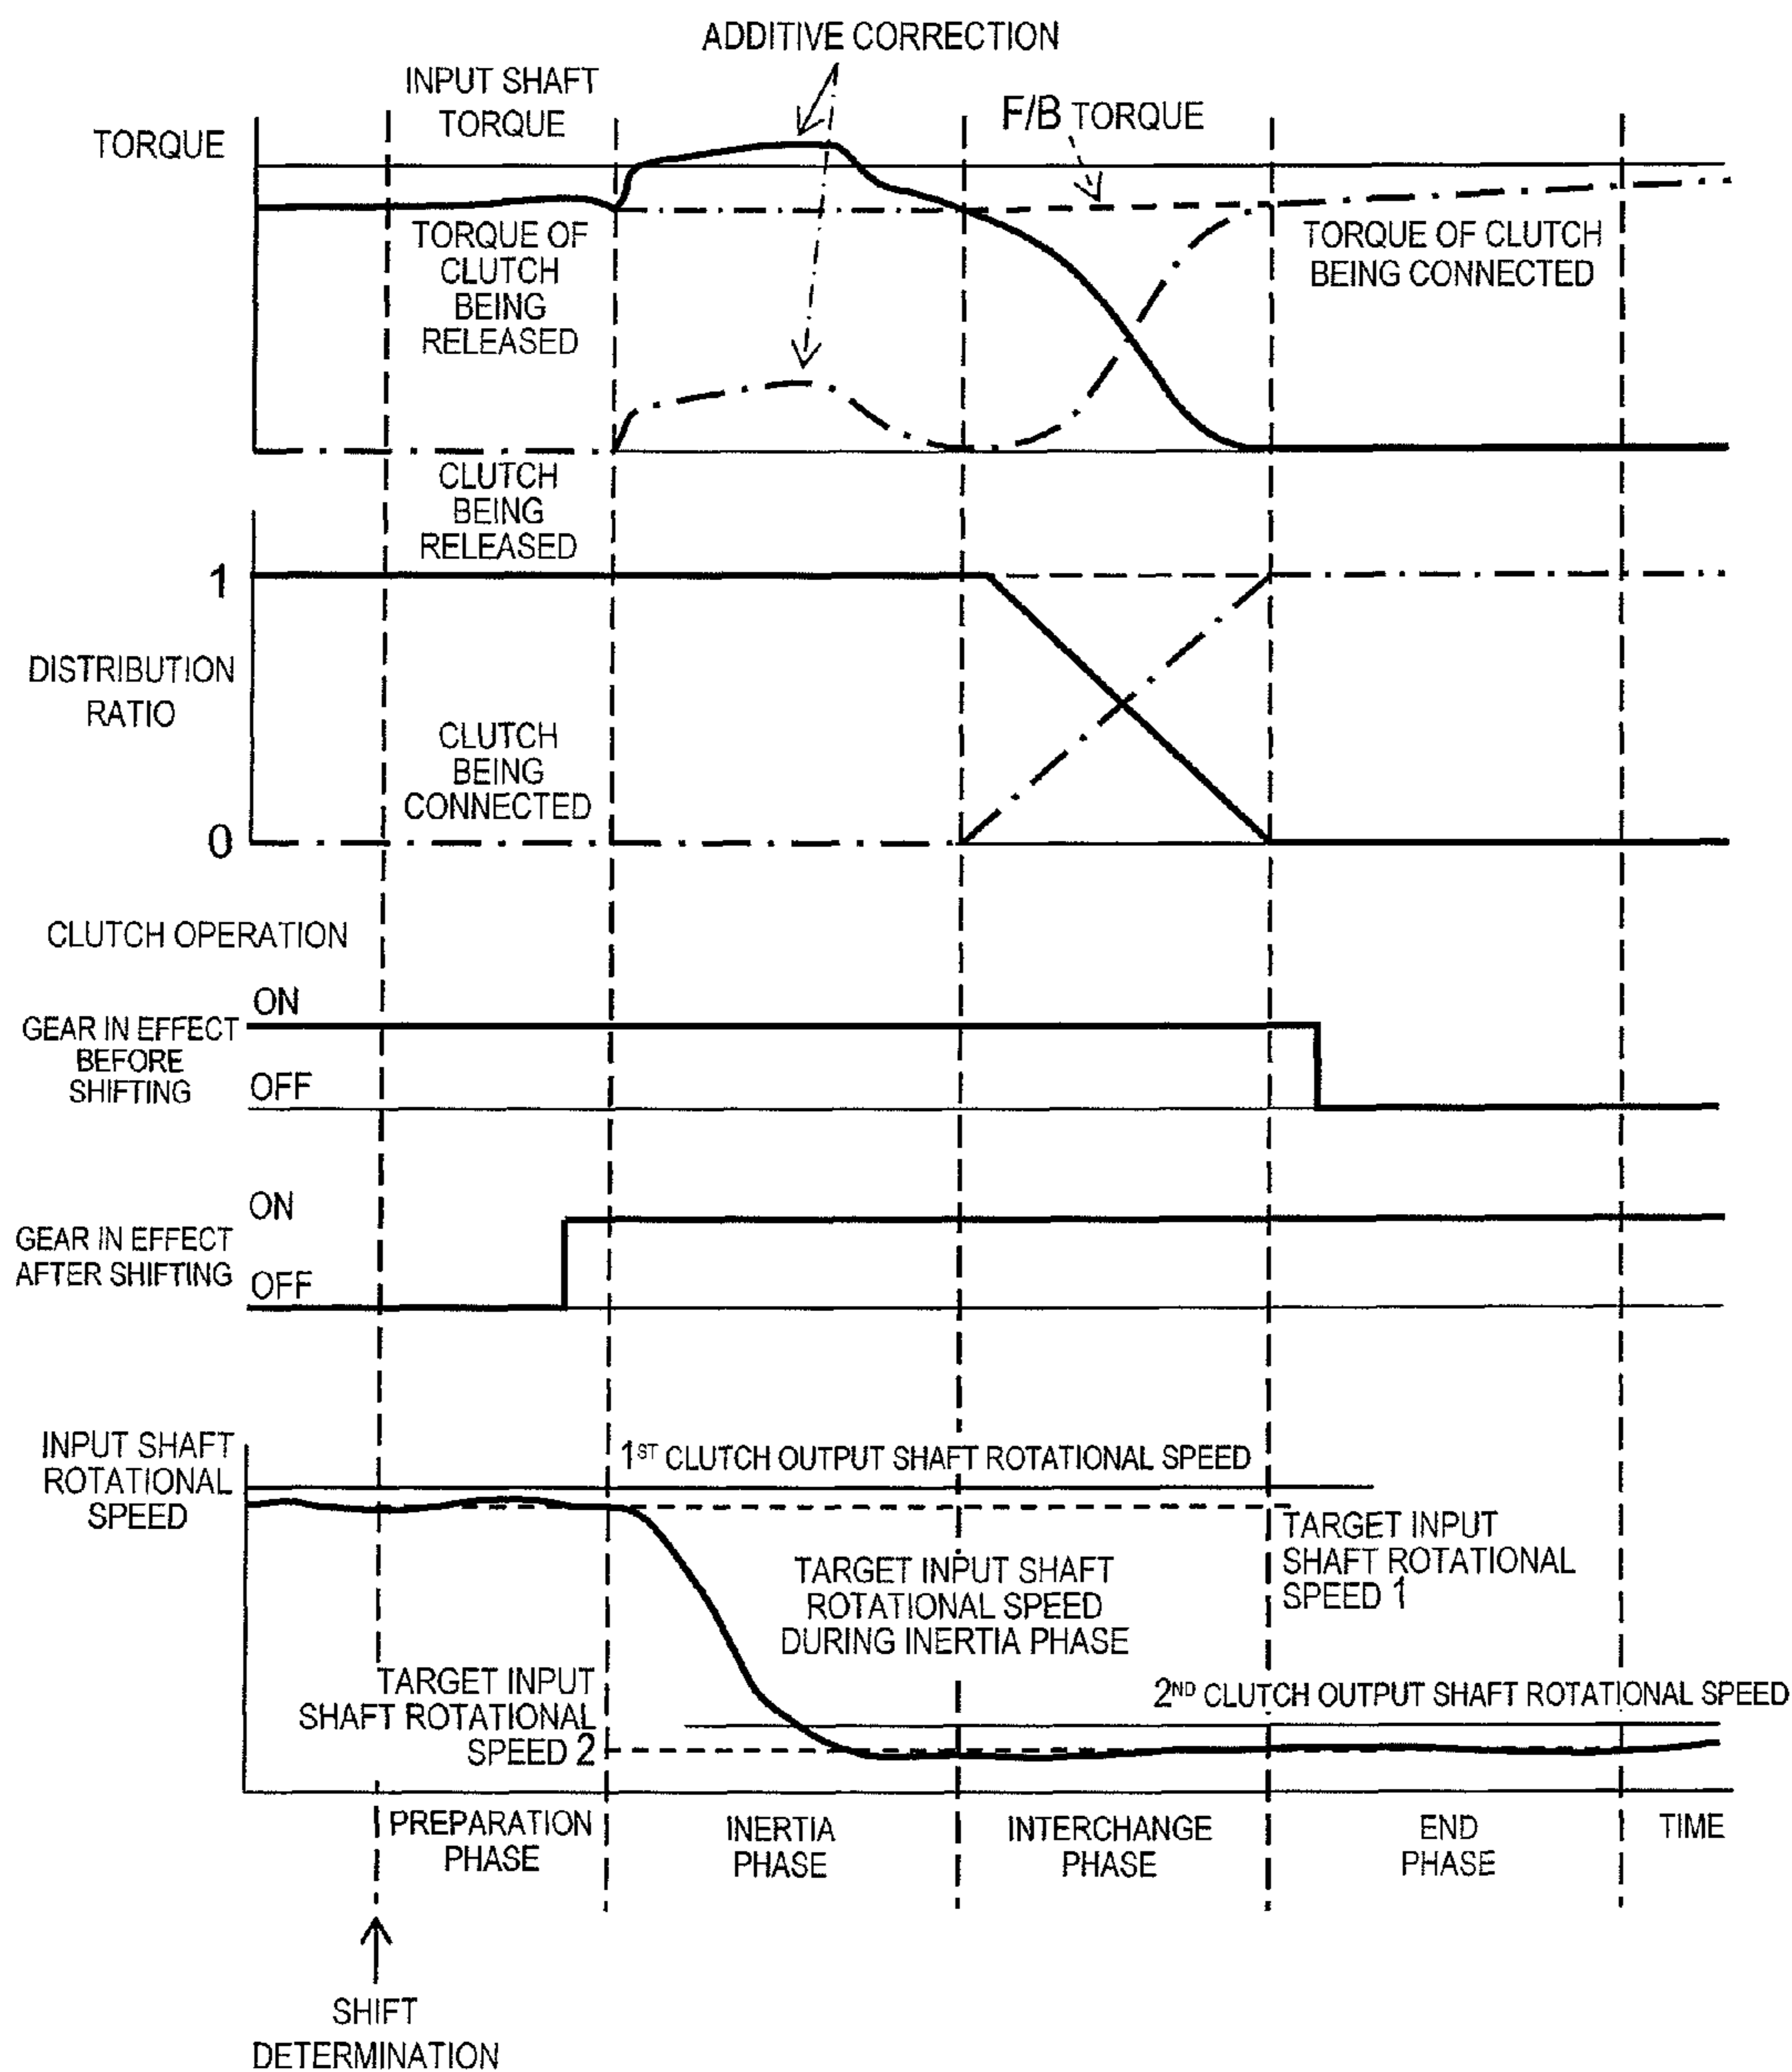 ADDITIVE CORRECTION
INPUT SHAFT
TORQUE
F/B TORQUE
TORQUE
TORQUE OF
CLUTCH
BEING
RELEASED
TORQUE OF CLUTCH
BEING CONNECTED
CLUTCH
BEING
RELEASED
1
DISTRIBUTION
RATIO
CLUTCH
BEING
CONNECTED
0
CLUTCH OPERATION
ON
GEAR IN EFFECT
BEFORE
SHIFTING
OFF
ON
GEAR IN EFFECT
AFTER SHIFTING
OFF
INPUT SHAFT
ROTATIONAL
SPEED
1ST CLUTCH OUTPUT SHAFT ROTATIONAL SPEED
TARGET INPUT
SHAFT ROTATIONAL
SPEED 1
TARGET INPUT SHAFT
ROTATIONAL SPEED
DURING INERTIA PHASE
TARGET INPUT
SHAFT ROTATIONAL
SPEED 2
2ND CLUTCH OUTPUT SHAFT ROTATIONAL SPEED
PREPARATION
PHASE
INERTIA
PHASE
INTERCHANGE
PHASE
END
PHASE
TIME
SHIFT
DETERMINATION